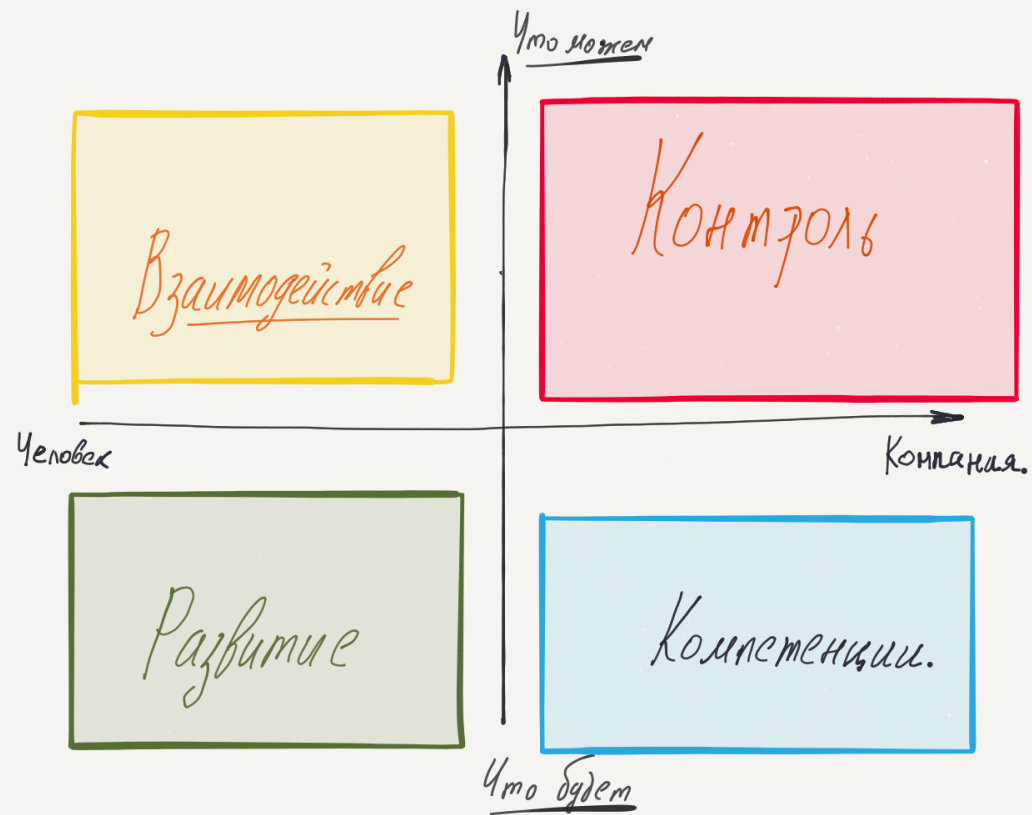 Что можем
Взаимодействие
Контроль
Человек
Компания.
Развитие
Компетенции.
Что будет